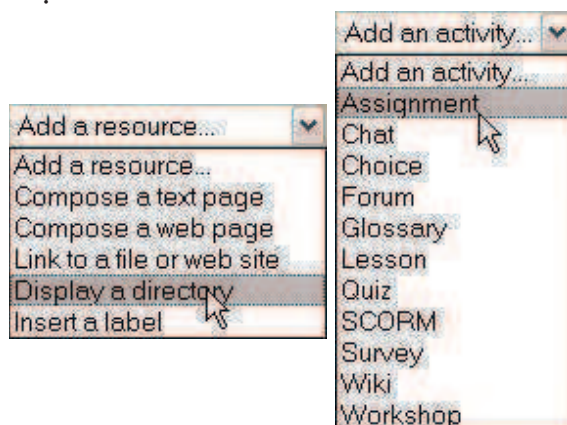 Add a resource...
Add a resource...
Compose a text page
Compose a web page
Link to a file or web site
Display a directory
Insert a label
Add an activity...
Add an activity...
Assignment
Chat
Choice
Forum
Glossary
Lesson
Quiz
SCORM
Survey
Wiki
Workshop